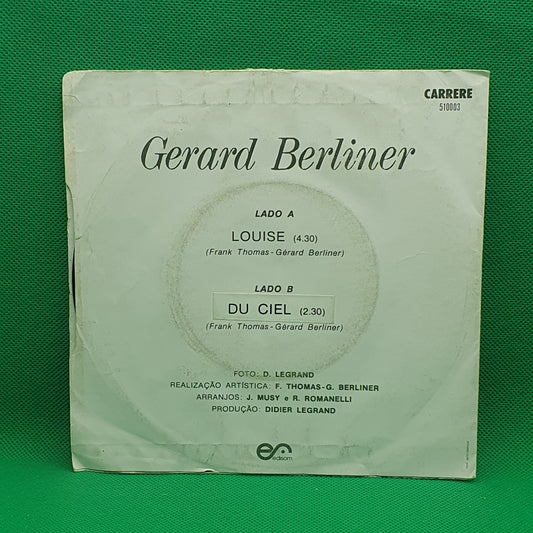 CARRERE
510003
Gerard Berliner
LADO A
LOUISE (4.30)
(Frank Thomas - Gérard Berliner)
LADO B
DU CIEL (2.30)
(Frank Thomas - Gérard Berliner)
FOTO: D. LEGRAND
REALIZAÇÃO ARTÍSTICA: F. THOMAS-G. BERLINER
ARRANJOS: J. MUSY e R. ROMANELLI
PRODUÇÃO: DIDIER LEGRAND
edisom